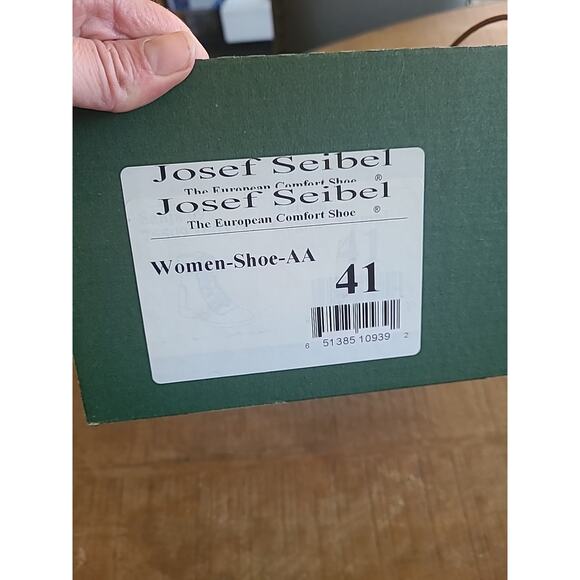 Josef Seibel
The European Comfort Shoe ®
Josef Seibel
The European Comfort Shoe ®
Women-Shoe-AA
41
41
6 51385 10939 2